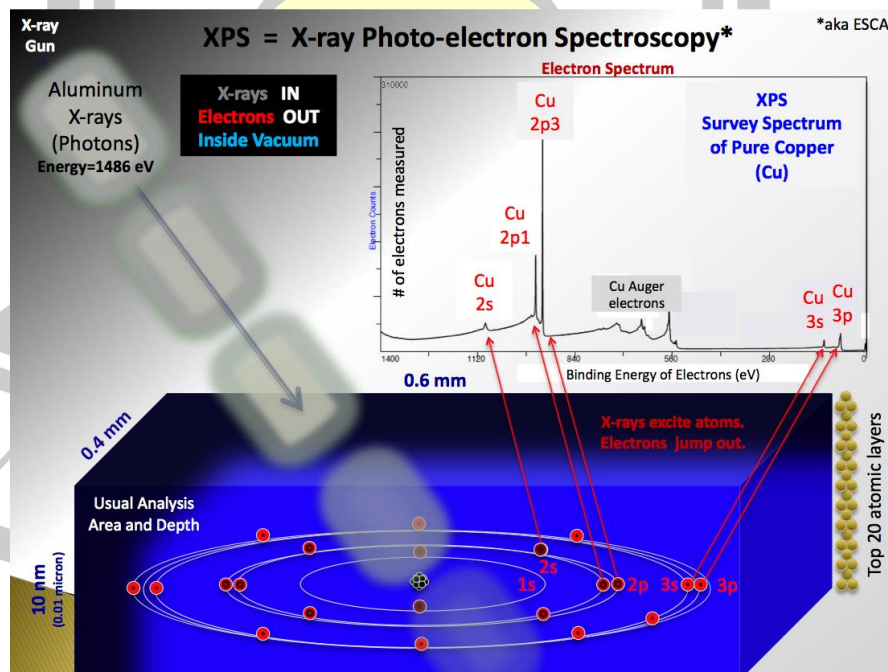 X-ray
Gun
XPS = X-ray Photo-electron Spectroscopy*
*aka ESCA
Aluminum
X-rays
(Photons)
Energy=1486 eV
X-rays IN
Electrons OUT
Inside Vacuum
Electron Spectrum
310000
Electron Counts
# of electrons measured
Cu
2p3
Cu
2p1
Cu
2s
Cu Auger
electrons
Cu
3s
Cu
3p
XPS
Survey Spectrum
of Pure Copper
(Cu)
1400 1120 840 560 280 0
Binding Energy of Electrons (eV)
0.6 mm
0.4 mm
X-rays excite atoms.
Electrons jump out.
Usual Analysis
Area and Depth
10 nm
(0.01 micron)
1s
2s
2p
3s
3p
Top 20 atomic layers